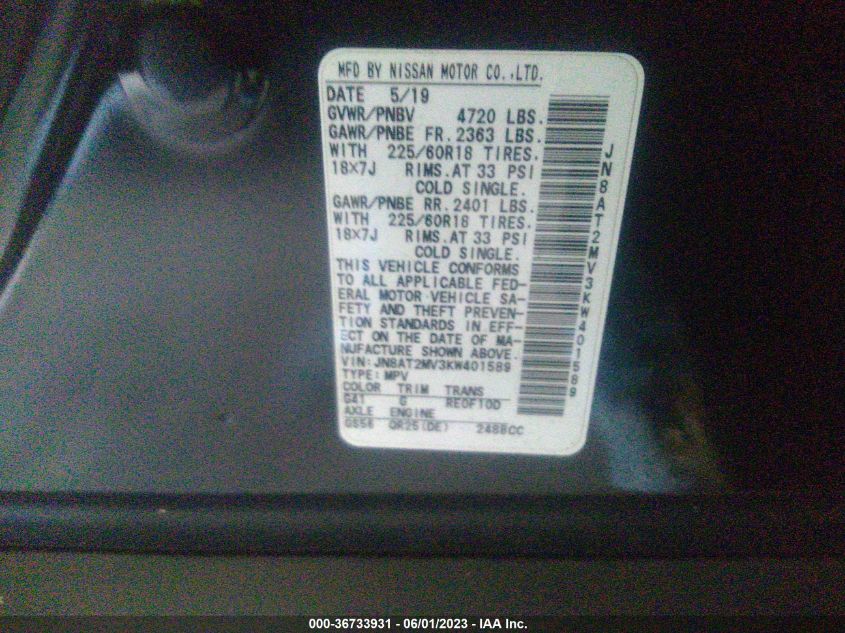 MFD BY NISSAN MOTOR CO.,LTD.
DATE 5/19
GVWR/PNBV 4720 LBS.
GAWR/PNBE FR. 2363 LBS.
WITH 225/60R18 TIRES.
18X7J RIMS. AT 33 PSI
COLD SINGLE.
GAWR/PNBE RR. 2401 LBS.
WITH 225/60R18 TIRES.
18X7J RIMS. AT 33 PSI
COLD SINGLE.
THIS VEHICLE CONFORMS
TO ALL APPLICABLE FED-
ERAL MOTOR VEHICLE SA-
FETY AND THEFT PREVEN-
TION STANDARDS IN EFF-
ECT ON THE DATE OF MA-
NUFACTURE SHOWN ABOVE.
VIN: JN8AT2MV3KW401589
TYPE: MPV
COLOR TRIM TRANS
G41 G RE0F10D
AXLE ENGINE
GS56 QR25(DE) 2488CC
JN8AT2MV3KW401589
000-36733931 - 06/01/2023 - IAA Inc.